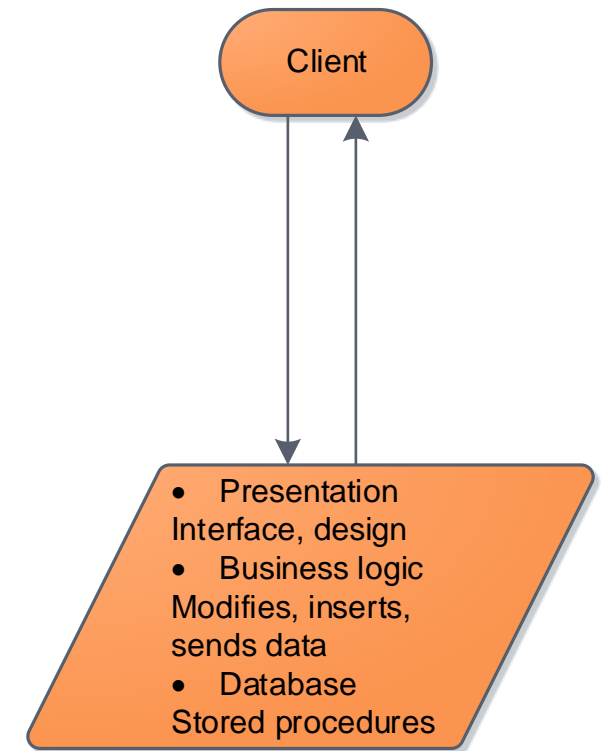 Client
• Presentation
Interface, design
• Business logic
Modifies, inserts,
sends data
• Database
Stored procedures